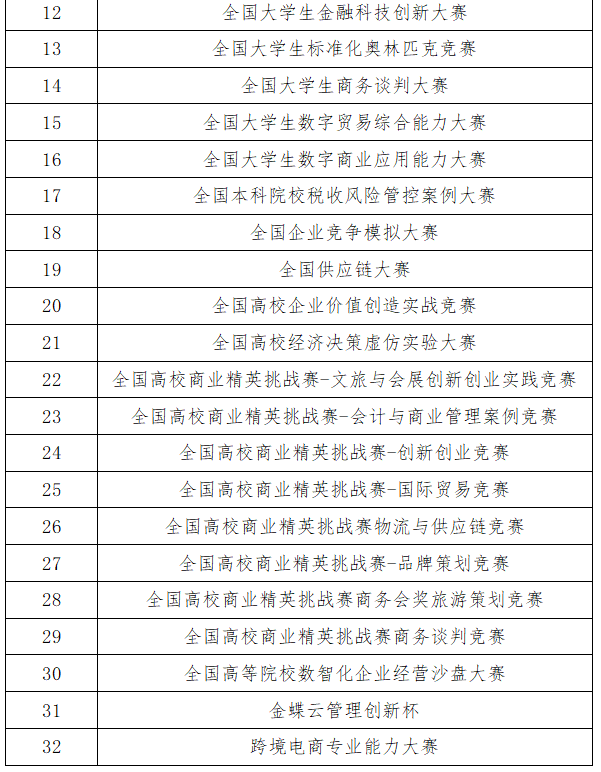 12 全国大学生金融科技创新大赛
13 全国大学生标准化奥林匹克竞赛
14 全国大学生商务谈判大赛
15 全国大学生数字贸易综合能力大赛
16 全国大学生数字商业应用能力大赛
17 全国本科院校税收风险管控案例大赛
18 全国企业竞争模拟大赛
19 全国供应链大赛
20 全国高校企业价值创造实战竞赛
21 全国高校经济决策虚仿实验大赛
22 全国高校商业精英挑战赛-文旅与会展创新创业实践竞赛
23 全国高校商业精英挑战赛-会计与商业管理案例竞赛
24 全国高校商业精英挑战赛-创新创业竞赛
25 全国高校商业精英挑战赛-国际贸易竞赛
26 全国高校商业精英挑战赛物流与供应链竞赛
27 全国高校商业精英挑战赛-品牌策划竞赛
28 全国高校商业精英挑战赛商务会奖旅游策划竞赛
29 全国高校商业精英挑战赛商务谈判竞赛
30 全国高等院校数智化企业经营沙盘大赛
31 金蝶云管理创新杯
32 跨境电商专业能力大赛